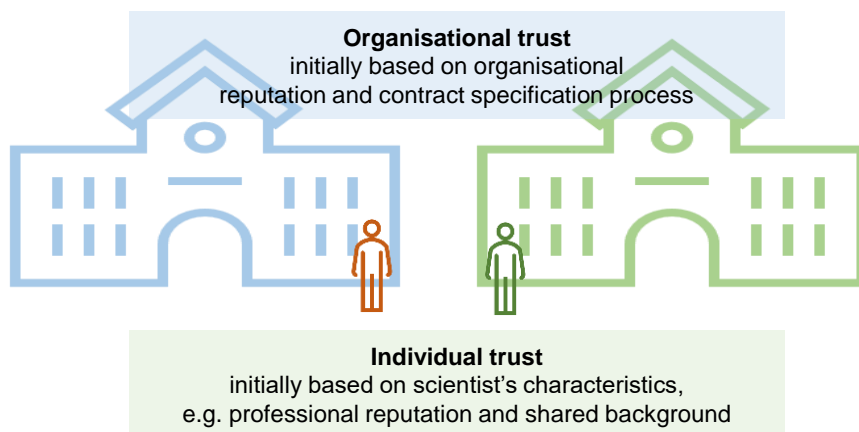 Organisational trust
initially based on organisational
reputation and contract specification process
Individual trust
initially based on scientist's characteristics,
e.g. professional reputation and shared background